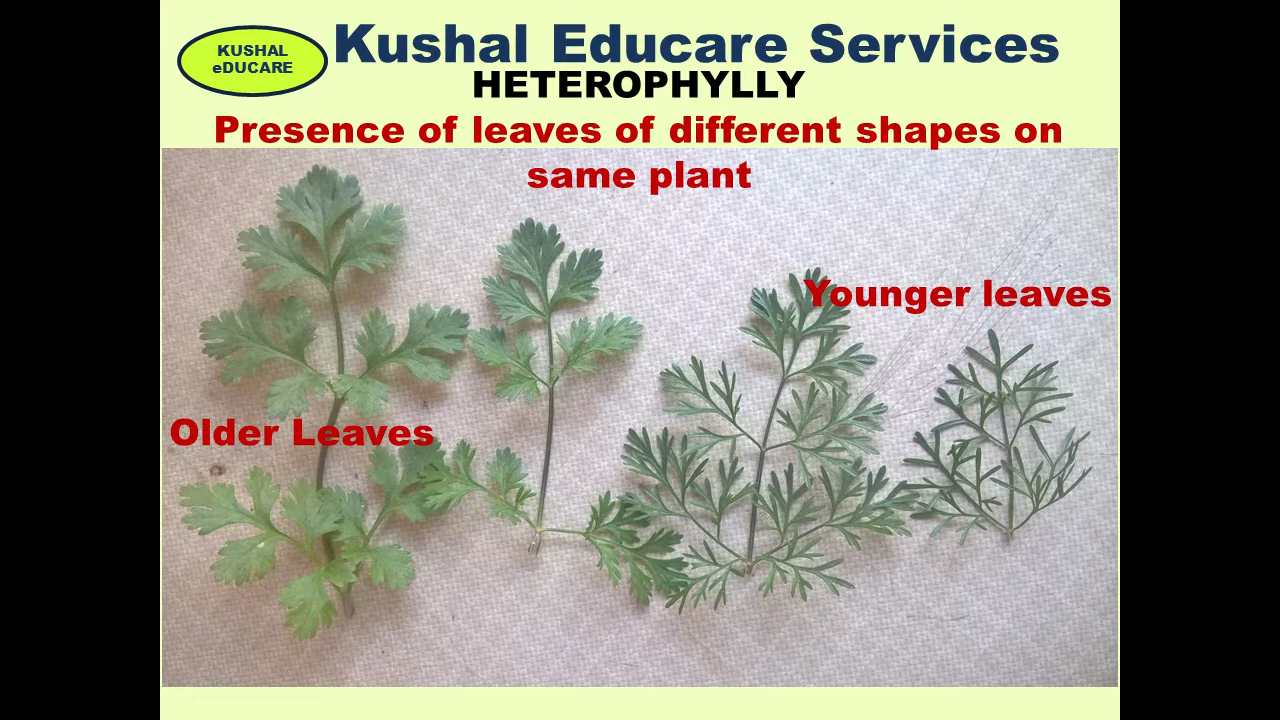 KUSHAL
eDUCARE
Kushal Educare Services
HETEROPHYLLY
Presence of leaves of different shapes on
same plant
Younger leaves
Older Leaves